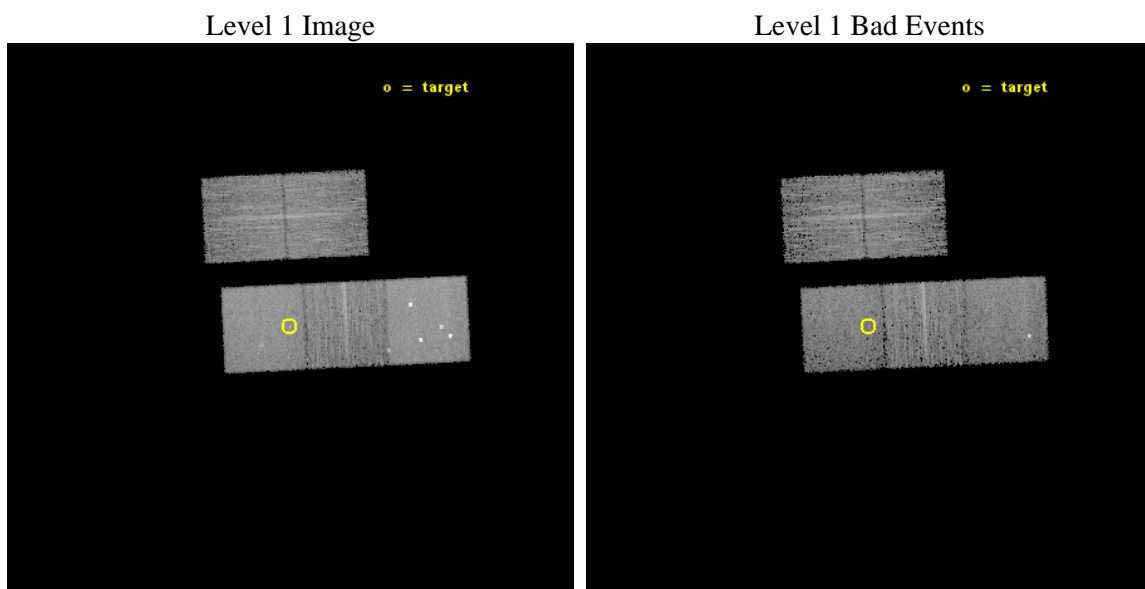 Level 1 Image
Level 1 Bad Events
o = target
o = target